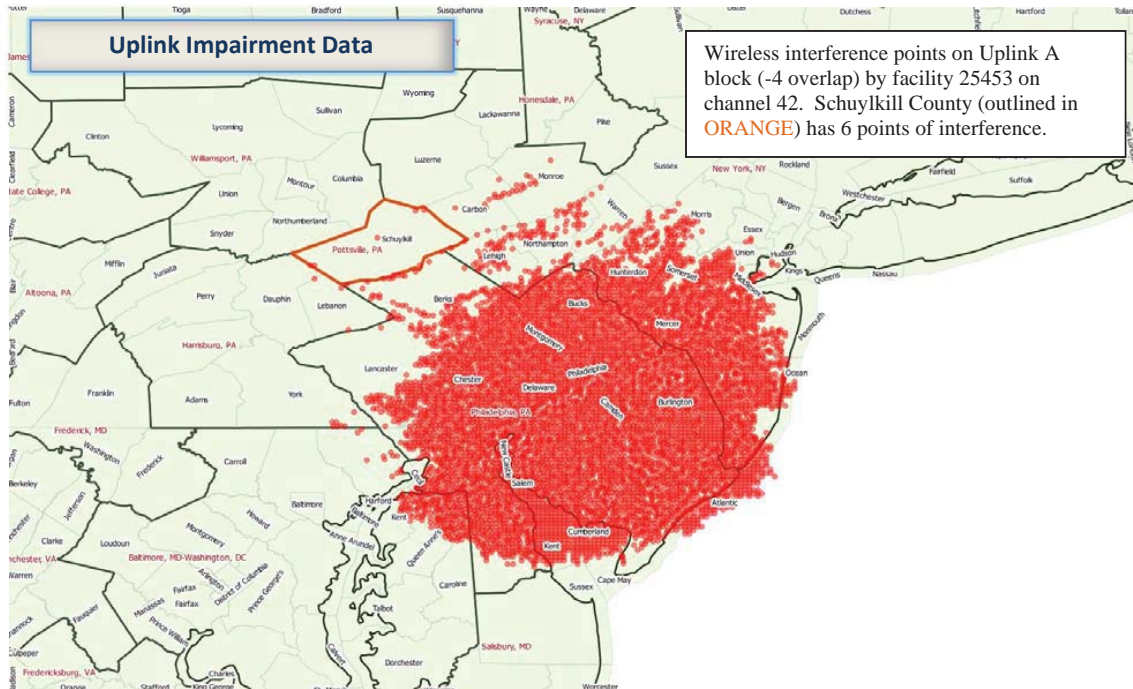 Uplink Impairment Data
Wireless interference points on Uplink A
block (-4 overlap) by facility 25453 on
channel 42. Schuylkill County (outlined in
ORANGE) has 6 points of interference.
Tioga
Bradford
Susquehanna
Wayne
Delaware
Syracuse, NY
Dutchess
Hartford
Wyoming
Honesdale, PA
Sullivan
Lackawanna
Pike
Clinton
Lycoming
Williamsport, PA
Luzerne
Sussex
New York, NY
Rockland
Fairfield
Suffolk
Westchester
Columbia
Montour
Union
Monroe
Carbon
Warren
Morris
Bergen
Bronx
Essex
tate College, PA
Northumberland
Snyder
Schuylkill
Pottsville, PA
Northampton
Lehigh
Union
Hudson
Kings
Queens
Nassau
Hunterdon
Somerset
Middlesex
Mifflin
Juniata
Altoona, PA
Perry
Dauphin
Lebanon
Berks
Bucks
Monmouth
Mercer
Montgomery
Harrisburg, PA
Lancaster
Chester
Delaware
Philadelphia
Ocean
Franklin
Adams
York
Fulton
Camden
Burlington
Philadelphia, PA
Frederick, MD
Washington
Frederick
Carroll
Cecil
New Castle
Salem
Berkeley
Jefferson
Baltimore
Harford
Baltimore
Kent
Atlantic
Cumberland
Howard
Montgomery
Clarke
Loudoun
Anne Arundel
Queen Anne's
Kent
nchester, VA
Baltimore, MD-Washington, DC
Warren
Fairfax
Arlington
District of Columbia
Prince George's
Caroline
Sussex
Cape May
Fauquier
Manassas
Fairfax
Prince William
Talbot
Calvert
Dorchester
Salisbury, MD
Culpeper
Fredericksburg, VA
Charles
Orange
Stafford
King George
Worcester